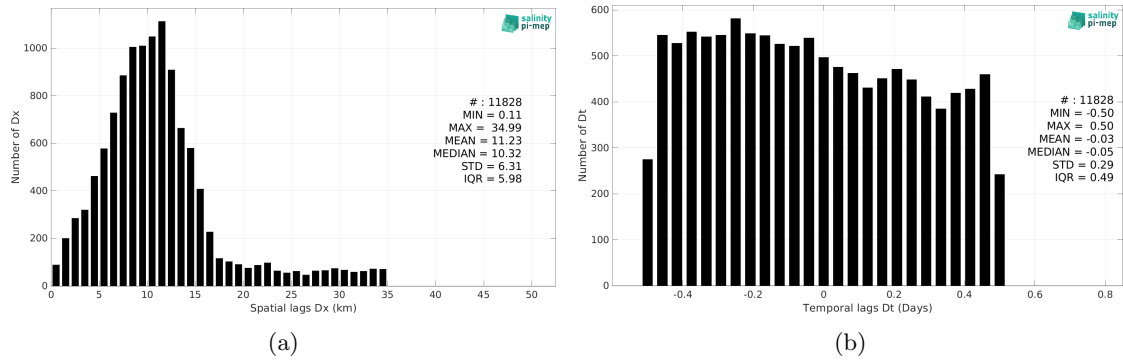 salinity
pi-mep
Number of Dx
1000
800
600
400
200
0
# : 11828
MIN = 0.11
MAX = 34.99
MEAN = 11.23
MEDIAN = 10.32
STD = 6.31
IQR = 5.98
0 5 10 15 20 25 30 35 40 45 50
Spatial lags Dx (km)
(a)
salinity
pi-mep
Number of Dt
600
500
400
300
200
100
0
# : 11828
MIN = -0.50
MAX = 0.50
MEAN = -0.03
MEDIAN = -0.05
STD = 0.29
IQR = 0.49
-0.4 -0.2 0 0.2 0.4 0.6 0.8
Temporal lags Dt (Days)
(b)